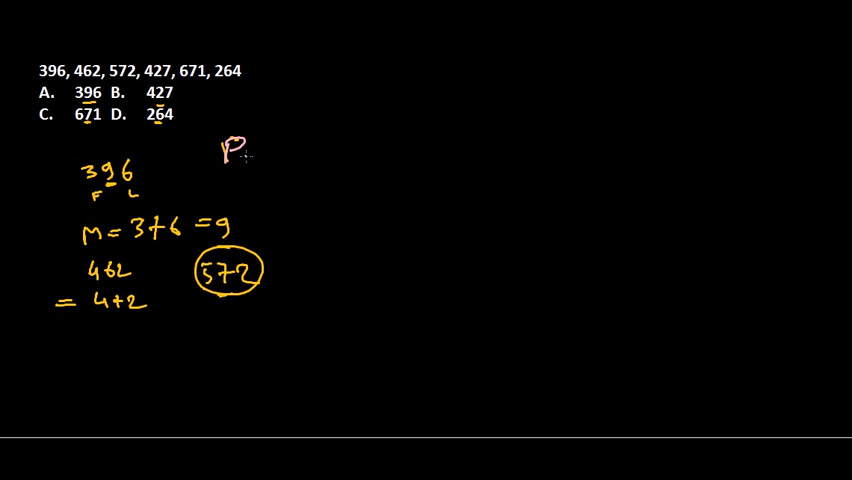 396, 462, 572, 427, 671, 264
A. 396 B. 427
C. 671 D. 264
396
F L
M = 3+6 = 9
462 572
= 4+2